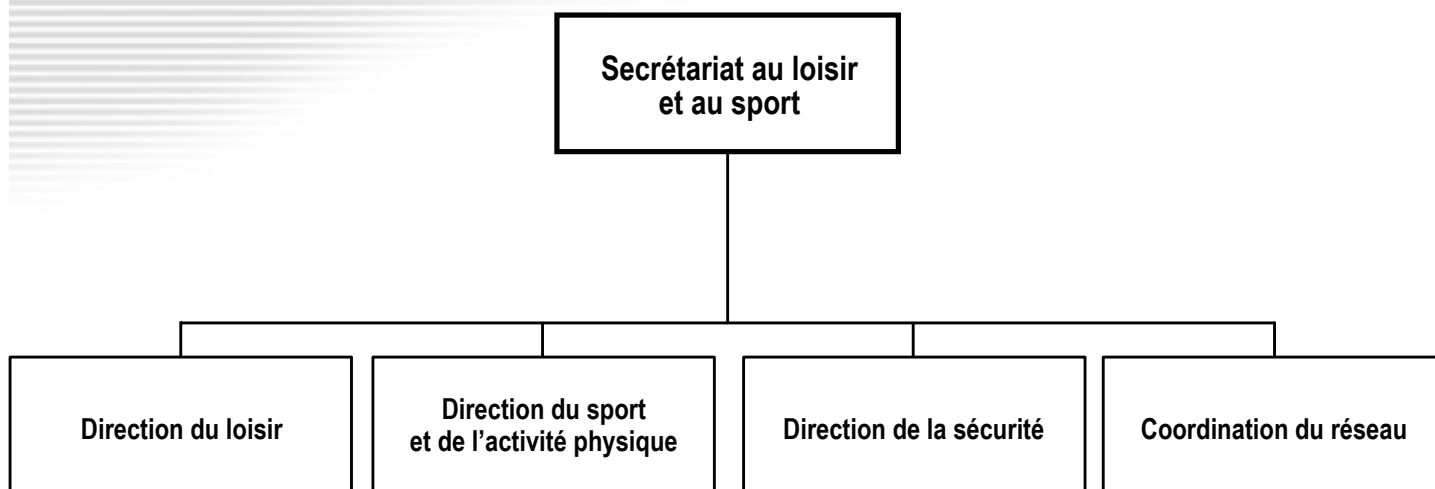 Secrétariat au loisir
et au sport
Direction du loisir
Direction du sport
et de l’activité physique
Direction de la sécurité
Coordination du réseau